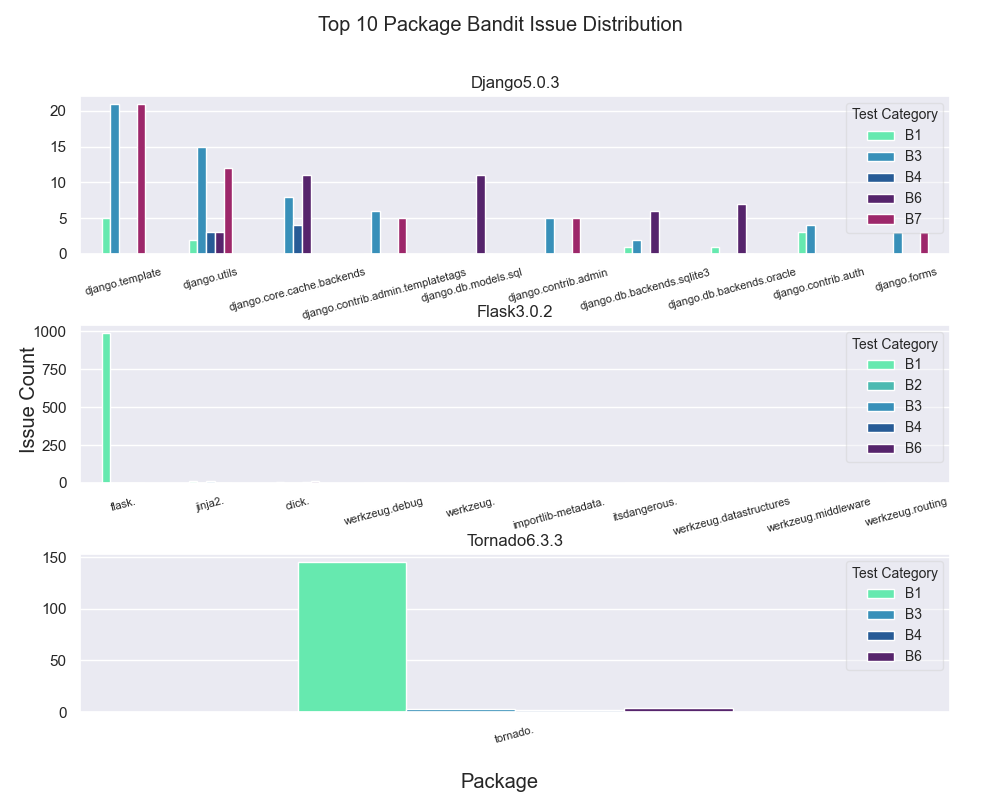 Top 10 Package Bandit Issue Distribution
Django5.0.3
20
15
10
5
0
Test Category
B1
B3
B4
B6
B7
django.template
django.utils
django.core.cache.backends
django.contrib.admin.templatetags
django.db.models.sql
django.contrib.admin
django.db.backends.sqlite3
django.db.backends.oracle
django.contrib.auth
django.forms
Flask3.0.2
Issue Count
1000
750
500
250
0
Test Category
B1
B2
B3
B4
B6
flask.
jinja2.
click.
werkzeug.debug
werkzeug.
importlib-metadata.
itsdangerous.
werkzeug.datastructures
werkzeug.middleware
werkzeug.routing
Tornado6.3.3
150
100
50
0
Test Category
B1
B3
B4
B6
tornado.
Package